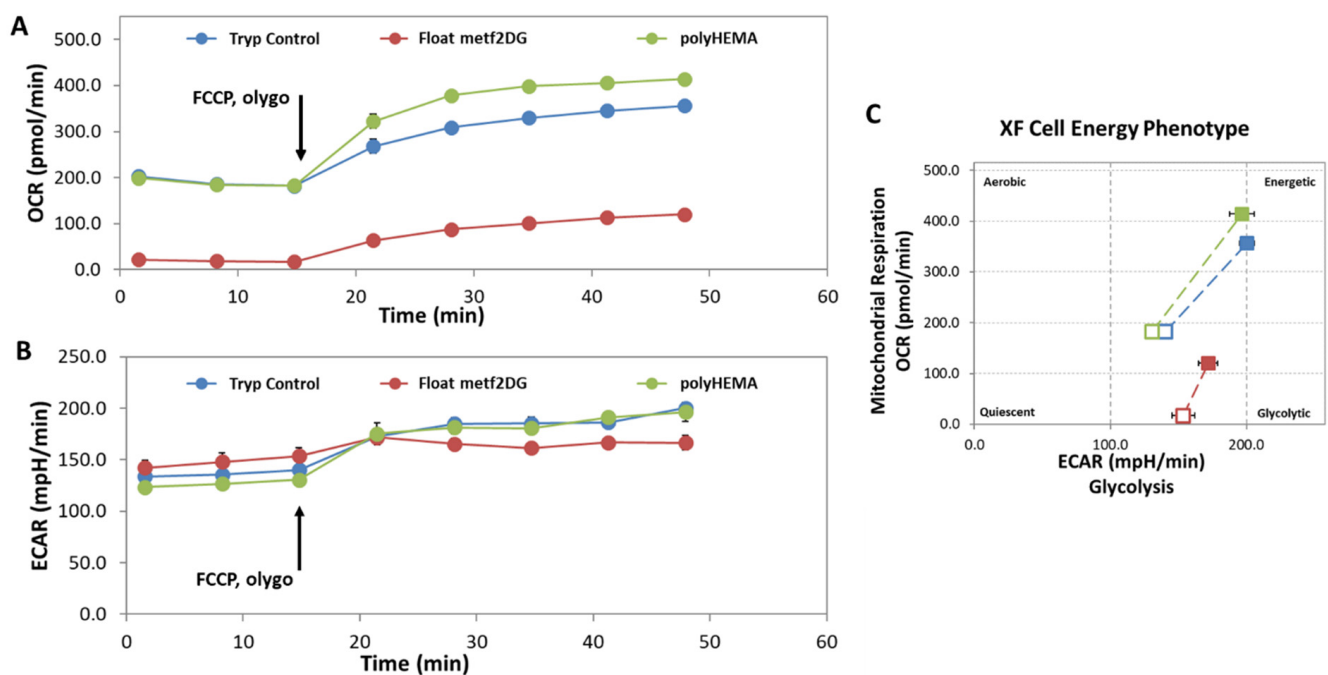 A
500.0
400.0
300.0
200.0
100.0
0.0
OCR (pmol/min)
Tryp Control Float metf2DG polyHEMA
FCCP, olygo
0 10 20 30 40 50 60
Time (min)
B
250.0
200.0
150.0
100.0
50.0
0.0
ECAR (mpH/min)
Tryp Control Float metf2DG polyHEMA
FCCP, olygo
0 10 20 30 40 50 60
Time (min)
C
XF Cell Energy Phenotype
Mitochondrial Respiration
OCR (pmol/min)
500.0
400.0
300.0
200.0
100.0
0.0
Aerobic Energetic
Quiescent Glycolytic
100.0 200.0
ECAR (mpH/min)
Glycolysis